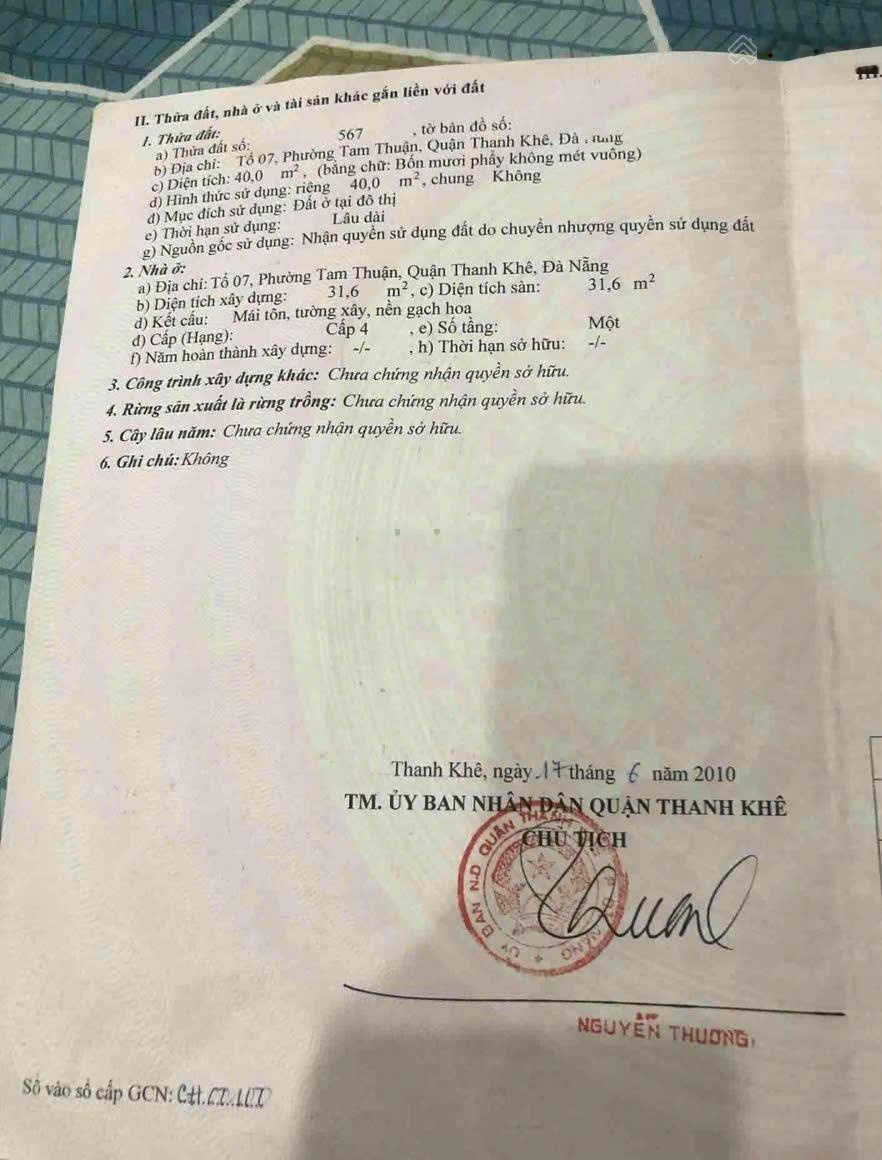 II. Thửa đất, nhà ở và tài sản khác gắn liền với đất
1. Thửa đất:
a) Thửa đất số: 567 , tờ bản đồ số:
b) Địa chỉ: Tổ 07, Phường Tam Thuận, Quận Thanh Khê, Đà
c) Diện tích: 40,0 m², (bằng chữ: Bốn mươi phẩy không mét vuông)
d) Hình thức sử dụng: riêng 40,0 m², chung Không
đ) Mục đích sử dụng: Đất ở tại đô thị
e) Thời hạn sử dụng: Lâu dài
g) Nguồn gốc sử dụng: Nhận quyền sử dụng đất do chuyển nhượng quyền sử dụng đất
2. Nhà ở:
a) Địa chỉ: Tổ 07, Phường Tam Thuận, Quận Thanh Khê, Đà Nẵng
b) Diện tích xây dựng: 31,6 m², c) Diện tích sàn: 31,6 m²
d) Kết cấu: Mái tôn, tường xây, nền gạch hoa
đ) Cấp (Hạng): Cấp 4 , e) Số tầng: Một
f) Năm hoàn thành xây dựng: -/- , h) Thời hạn sở hữu: -/-
3. Công trình xây dựng khác: Chưa chứng nhận quyền sở hữu.
4. Rừng sản xuất là rừng trồng: Chưa chứng nhận quyền sở hữu.
5. Cây lâu năm: Chưa chứng nhận quyền sở hữu.
6. Ghi chú: Không
III.
Thanh Khê, ngày 17 tháng 6 năm 2010
TM. ỦY BAN NHÂN DÂN QUẬN THANH KHÊ
CHỦ TỊCH
ỦY BAN N.D QUẬN THANH
NGUYỄN THƯƠNG
Số vào sổ cấp GCN: